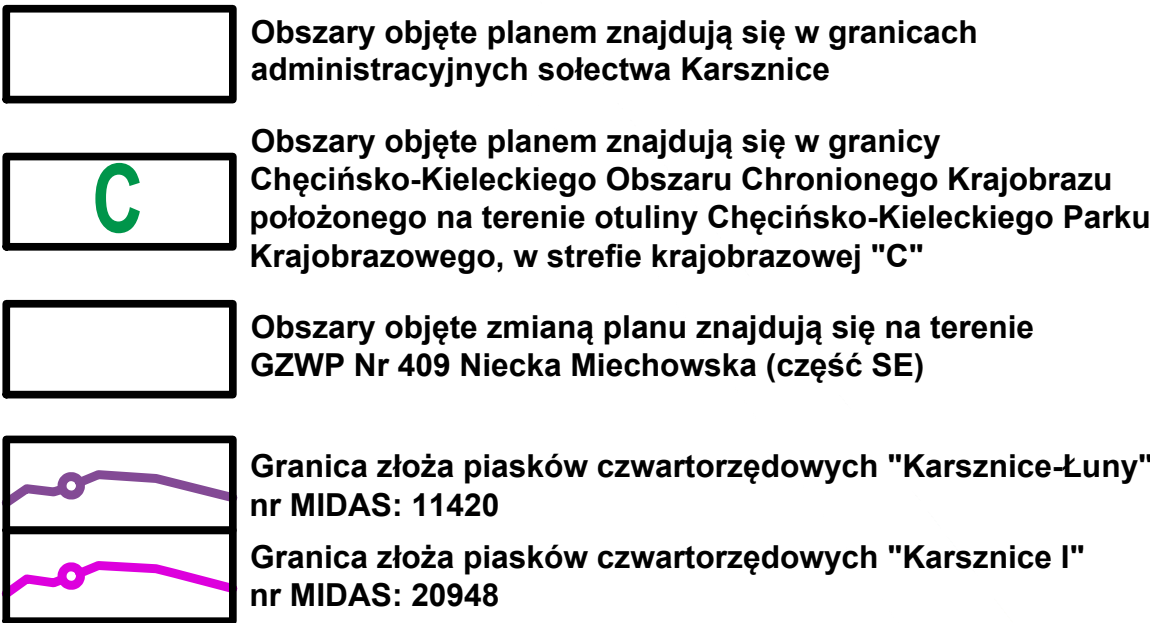 Obszary objęte planem znajdują się w granicach
administracyjnych sołectwa Karsznice
C
Obszary objęte planem znajdują się w granicy
Chęcińsko-Kieleckiego Obszaru Chronionego Krajobrazu
położonego na terenie otuliny Chęcińsko-Kieleckiego Parku
Krajobrazowego, w strefie krajobrazowej "C"
Obszary objęte zmianą planu znajdują się na terenie
GZWP Nr 409 Niecka Miechowska (część SE)
Granica złoża piasków czwartorzędowych "Karsznice-Łuny"
nr MIDAS: 11420
Granica złoża piasków czwartorzędowych "Karsznice I"
nr MIDAS: 20948